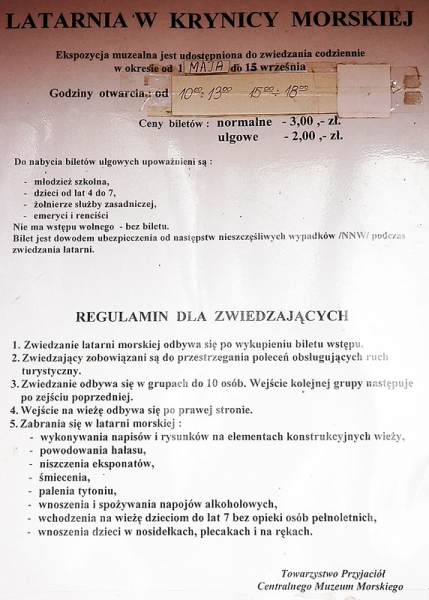 LATARNIA W KRYNICY MORSKIEJ
Ekspozycja muzealna jest udostępniona do zwiedzania codziennie
w okresie od 1 MAJA do 15 września
Godziny otwarcia: od 10⁰⁰÷13⁰⁰ 15⁰⁰÷18⁰⁰
Ceny biletów : normalne - 3,00 ,- zł.
ulgowe - 2,00 ,- zł.
Do nabycia biletów ulgowych upoważnieni są :
- młodzież szkolna,
- dzieci od lat 4 do 7,
- żołnierze służby zasadniczej,
- emeryci i renciści
Nie ma wstępu wolnego - bez biletu.
Bilet jest dowodem ubezpieczenia od następstw nieszczęśliwych wypadków /NNW/ podczas
zwiedzania latarni.
REGULAMIN DLA ZWIEDZAJĄCYCH
1. Zwiedzanie latarni morskiej odbywa się po wykupieniu biletu wstępu.
2. Zwiedzający zobowiązani są do przestrzegania poleceń obsługujących ruch
turystyczny.
3. Zwiedzanie odbywa się w grupach do 10 osób. Wejście kolejnej grupy następuje
po zejściu poprzedniej.
4. Wejście na wieżę odbywa się po prawej stronie.
5. Zabrania się w latarni morskiej :
- wykonywania napisów i rysunków na elementach konstrukcyjnych wieży,
- powodowania hałasu,
- niszczenia eksponatów,
- śmiecenia,
- palenia tytoniu,
- wnoszenia i spożywania napojów alkoholowych,
- wchodzenia na wieżę dzieciom do lat 7 bez opieki osób pełnoletnich,
- wnoszenia dzieci w nosidełkach, plecakach i na rękach.
Towarzystwo Przyjaciół
Centralnego Muzeum Morskiego